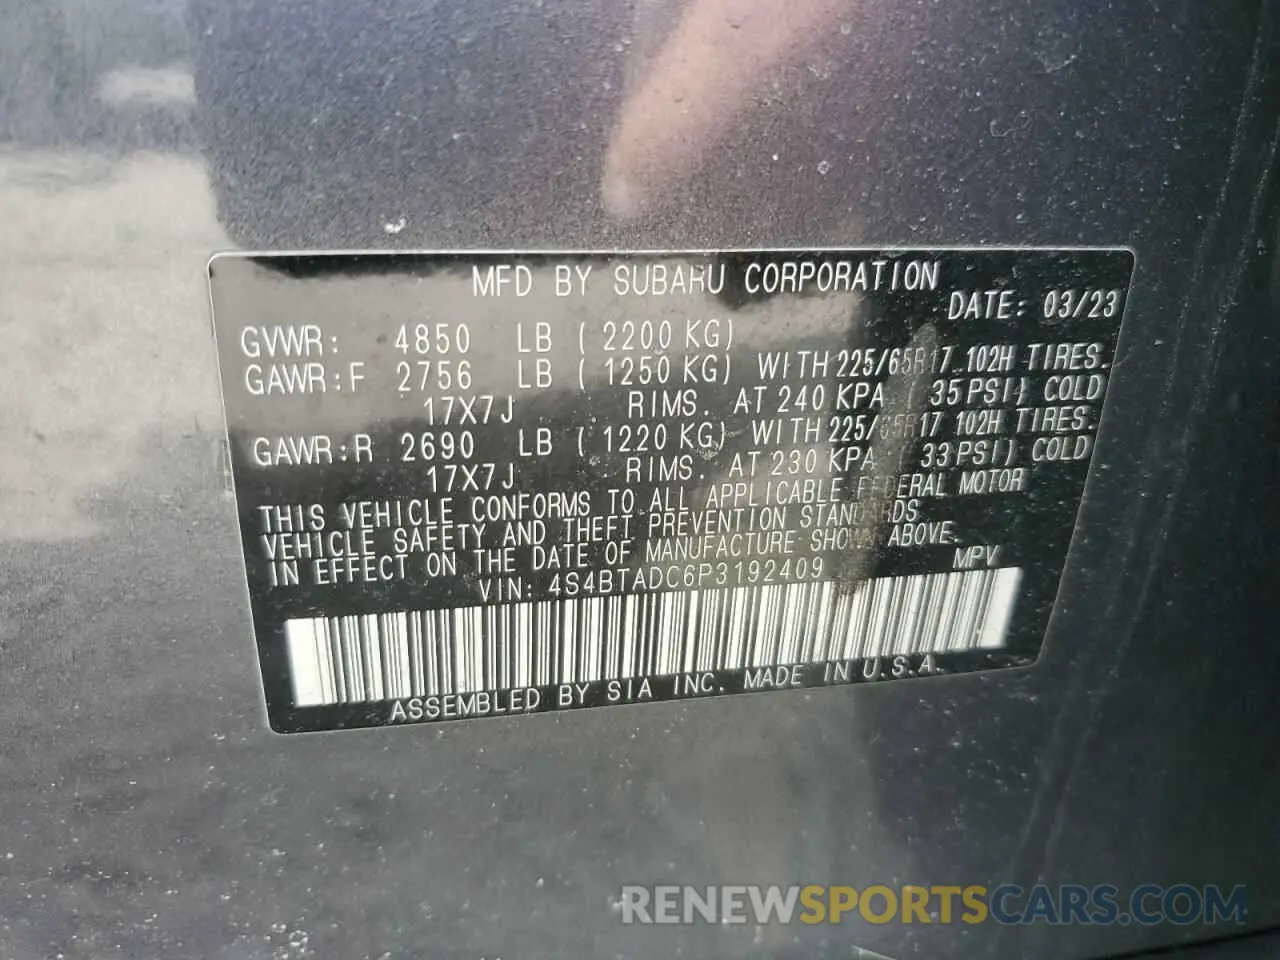 MFD BY SUBARU CORPORATION
DATE: 03/23
GVWR: 4850 LB ( 2200 KG)
GAWR:F 2756 LB ( 1250 KG) WITH 225/65R17 102H TIRES.
17X7J RIMS. AT 240 KPA ( 35PSI) COLD
GAWR:R 2690 LB ( 1220 KG) WITH 225/65R17 102H TIRES.
17X7J RIMS. AT 230 KPA ( 33PSI) COLD
THIS VEHICLE CONFORMS TO ALL APPLICABLE FEDERAL MOTOR
VEHICLE SAFETY AND THEFT PREVENTION STANDARDS
IN EFFECT ON THE DATE OF MANUFACTURE SHOWN ABOVE.
VIN: 4S4BTADC6P3192409 MPV
ASSEMBLED BY SIA INC. MADE IN U.S.A.
RENEWSPORTSCARS.COM